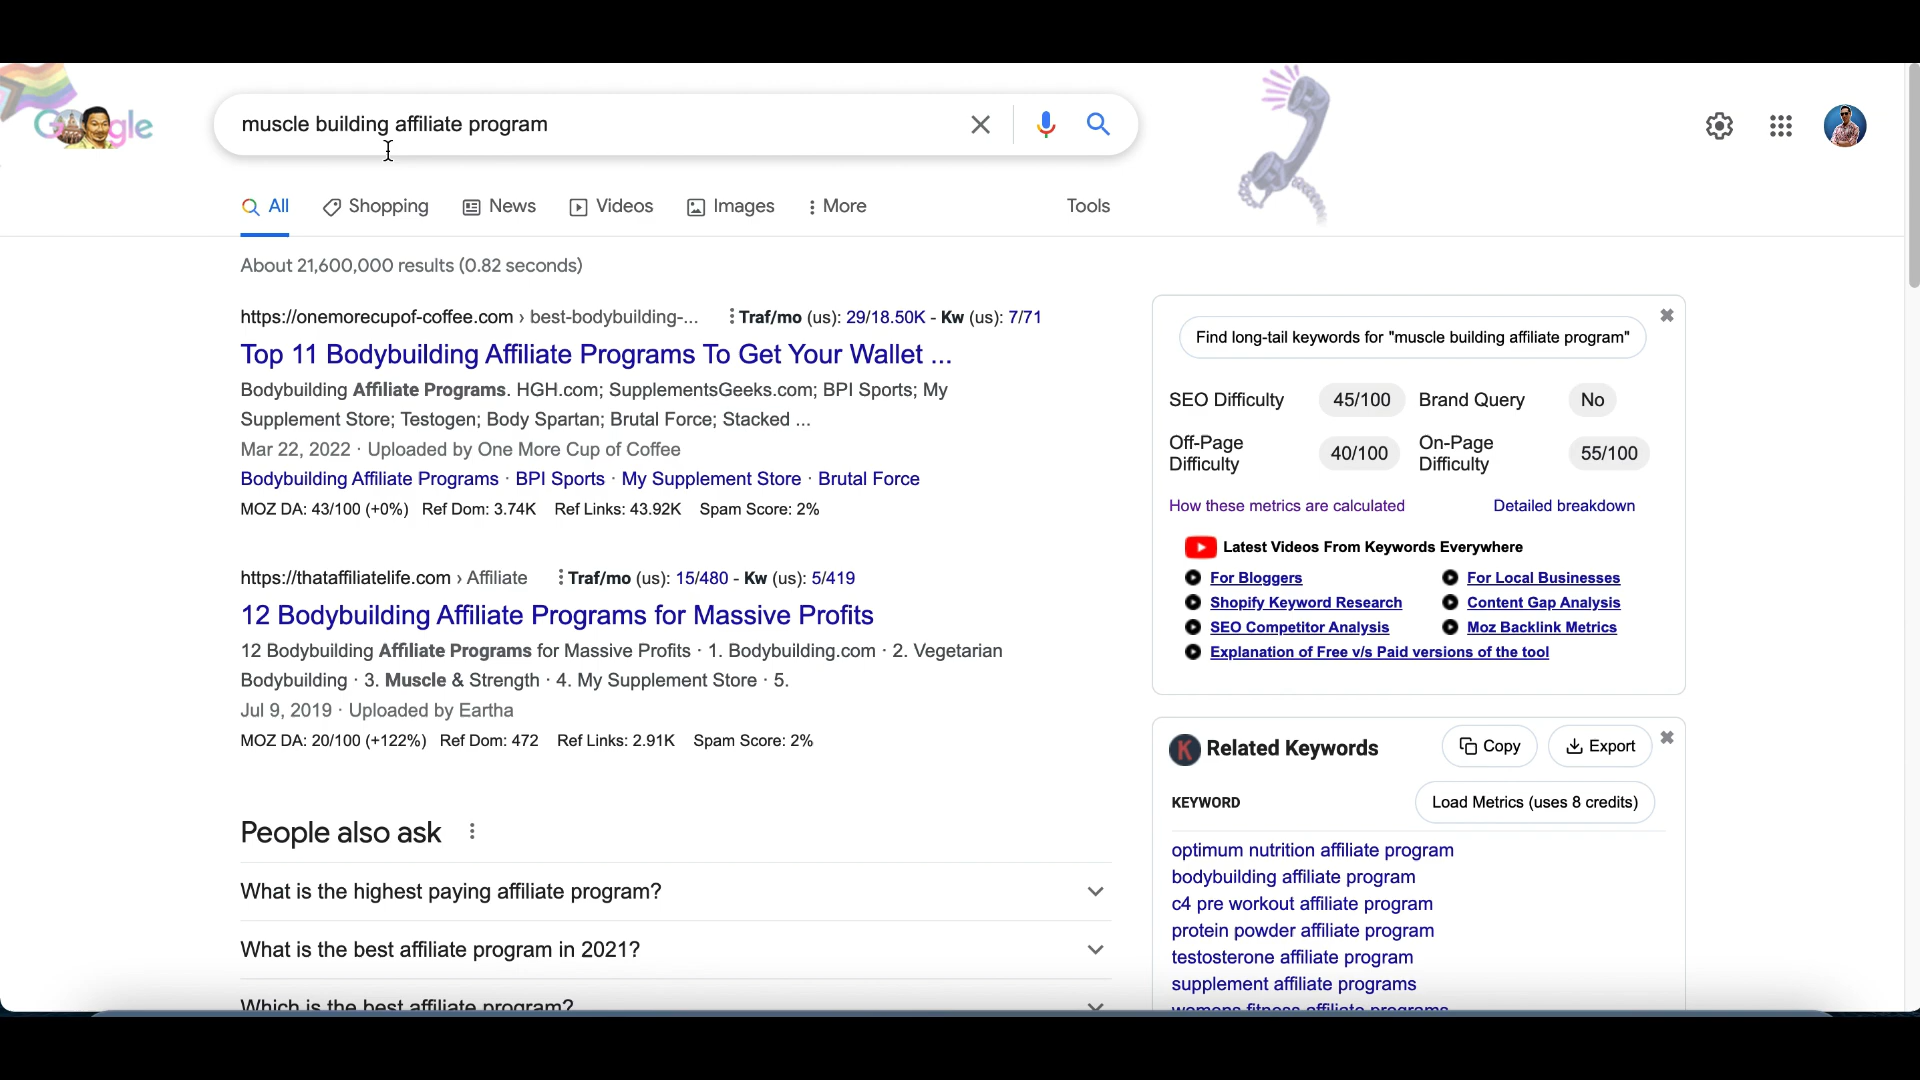 Google
muscle building affiliate program
All
Shopping
News
Videos
Images
More
Tools
About 21,600,000 results (0.82 seconds)
https://onemorecupof-coffee.com › best-bodybuilding-... Traf/mo (us): 29/18.50K - Kw (us): 7/71
Top 11 Bodybuilding Affiliate Programs To Get Your Wallet ...
Bodybuilding Affiliate Programs. HGH.com; SupplementsGeeks.com; BPI Sports; My
Supplement Store; Testogen; Body Spartan; Brutal Force; Stacked ...
Mar 22, 2022 · Uploaded by One More Cup of Coffee
Bodybuilding Affiliate Programs · BPI Sports · My Supplement Store · Brutal Force
MOZ DA: 43/100 (+0%) Ref Dom: 3.74K Ref Links: 43.92K Spam Score: 2%
https://thataffiliatelife.com › Affiliate Traf/mo (us): 15/480 - Kw (us): 5/419
12 Bodybuilding Affiliate Programs for Massive Profits
12 Bodybuilding Affiliate Programs for Massive Profits · 1. Bodybuilding.com · 2. Vegetarian
Bodybuilding · 3. Muscle & Strength · 4. My Supplement Store · 5.
Jul 9, 2019 · Uploaded by Eartha
MOZ DA: 20/100 (+122%) Ref Dom: 472 Ref Links: 2.91K Spam Score: 2%
People also ask
What is the highest paying affiliate program?
What is the best affiliate program in 2021?
Which is the best affiliate program?
Find long-tail keywords for "muscle building affiliate program"
SEO Difficulty 45/100 Brand Query No
Off-Page Difficulty 40/100 On-Page Difficulty 55/100
How these metrics are calculated Detailed breakdown
Latest Videos From Keywords Everywhere
For Bloggers For Local Businesses
Shopify Keyword Research Content Gap Analysis
SEO Competitor Analysis Moz Backlink Metrics
Explanation of Free v/s Paid versions of the tool
K Related Keywords Copy Export
KEYWORD Load Metrics (uses 8 credits)
optimum nutrition affiliate program
bodybuilding affiliate program
c4 pre workout affiliate program
protein powder affiliate program
testosterone affiliate program
supplement affiliate programs
womens fitness affiliate programs